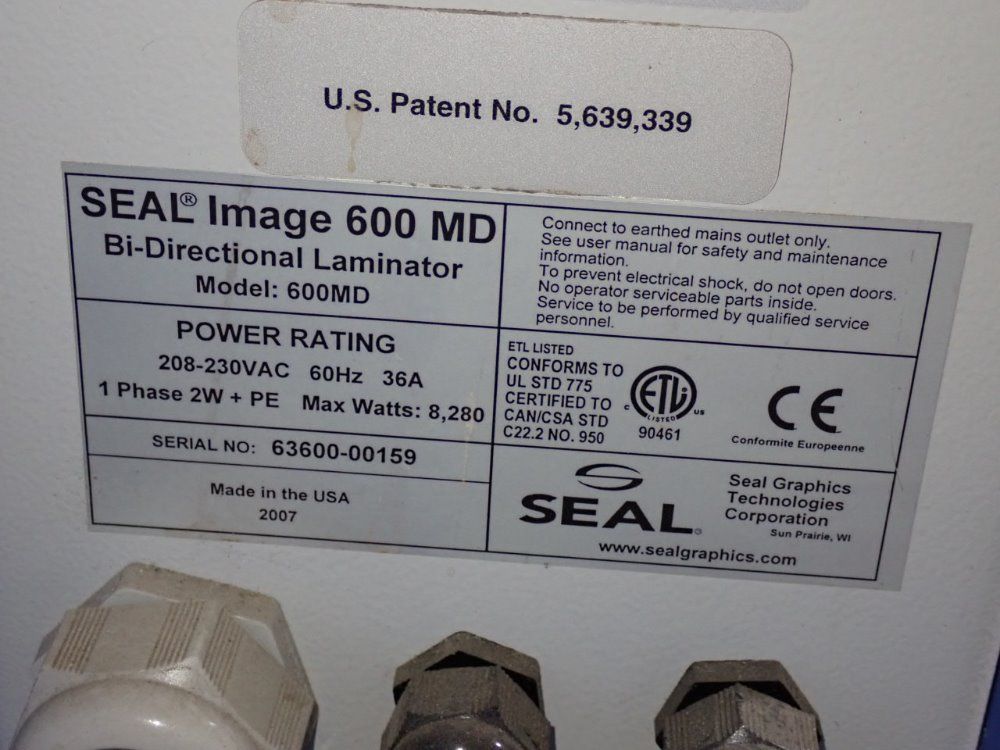 U.S. Patent No. 5,639,339
SEAL® Image 600 MD
Bi-Directional Laminator
Model: 600MD
POWER RATING
208-230VAC 60Hz 36A
1 Phase 2W + PE Max Watts: 8,280
SERIAL NO: 63600-00159
Made in the USA
2007
Connect to earthed mains outlet only.
See user manual for safety and maintenance
information.
To prevent electrical shock, do not open doors.
No operator serviceable parts inside.
Service to be performed by qualified service
personnel.
ETL LISTED
CONFORMS TO
UL STD 775
CERTIFIED TO
CAN/CSA STD
C22.2 NO. 950
c ETL us
LISTED
90461
CE
Conformite Europeenne
SEAL®
Seal Graphics
Technologies
Corporation
Sun Prairie, WI
www.sealgraphics.com